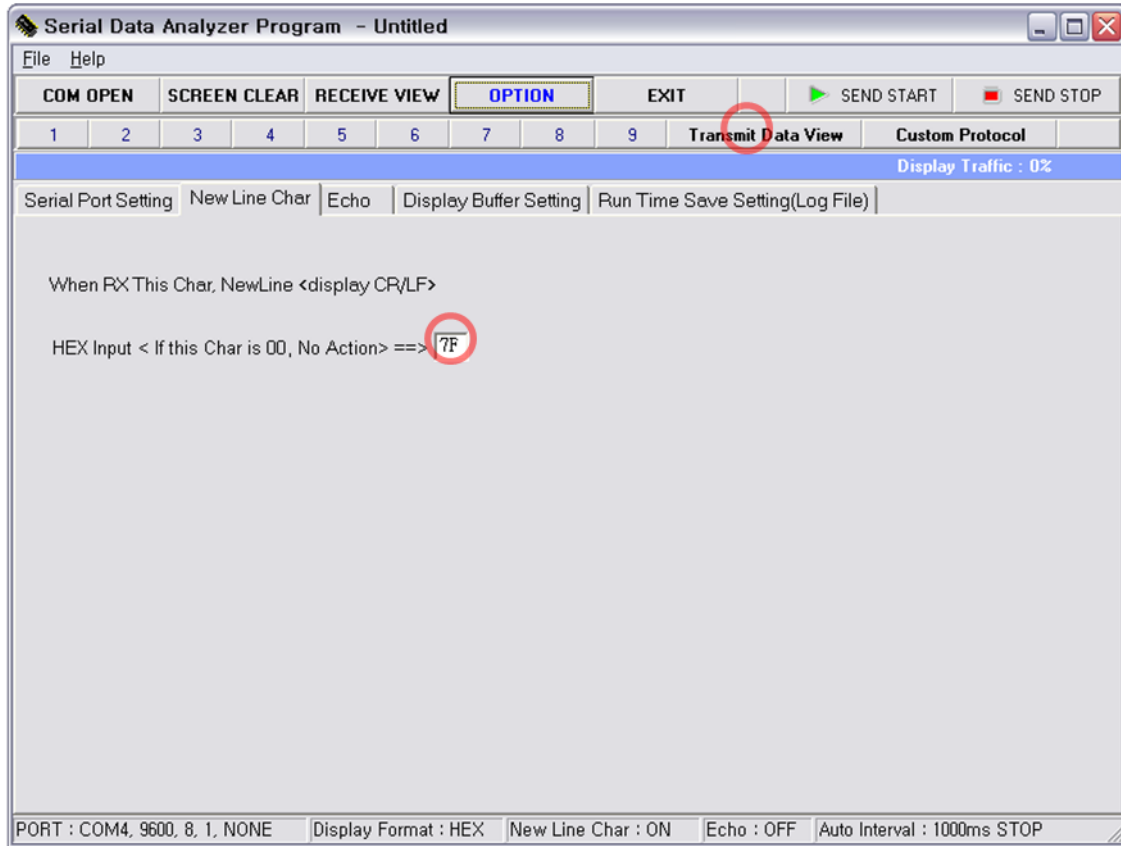 Serial Data Analyzer Program - Untitled
File Help
COM OPEN SCREEN CLEAR RECEIVE VIEW OPTION EXIT SEND START SEND STOP
1 2 3 4 5 6 7 8 9 Transmit Data View Custom Protocol
Display Traffic : 0%
Serial Port Setting New Line Char Echo Display Buffer Setting Run Time Save Setting(Log File)
When RX This Char, NewLine <display CR/LF>
HEX Input < If this Char is 00, No Action> ==> 7F
PORT : COM4, 9600, 8, 1, NONE Display Format : HEX New Line Char : ON Echo : OFF Auto Interval : 1000ms STOP